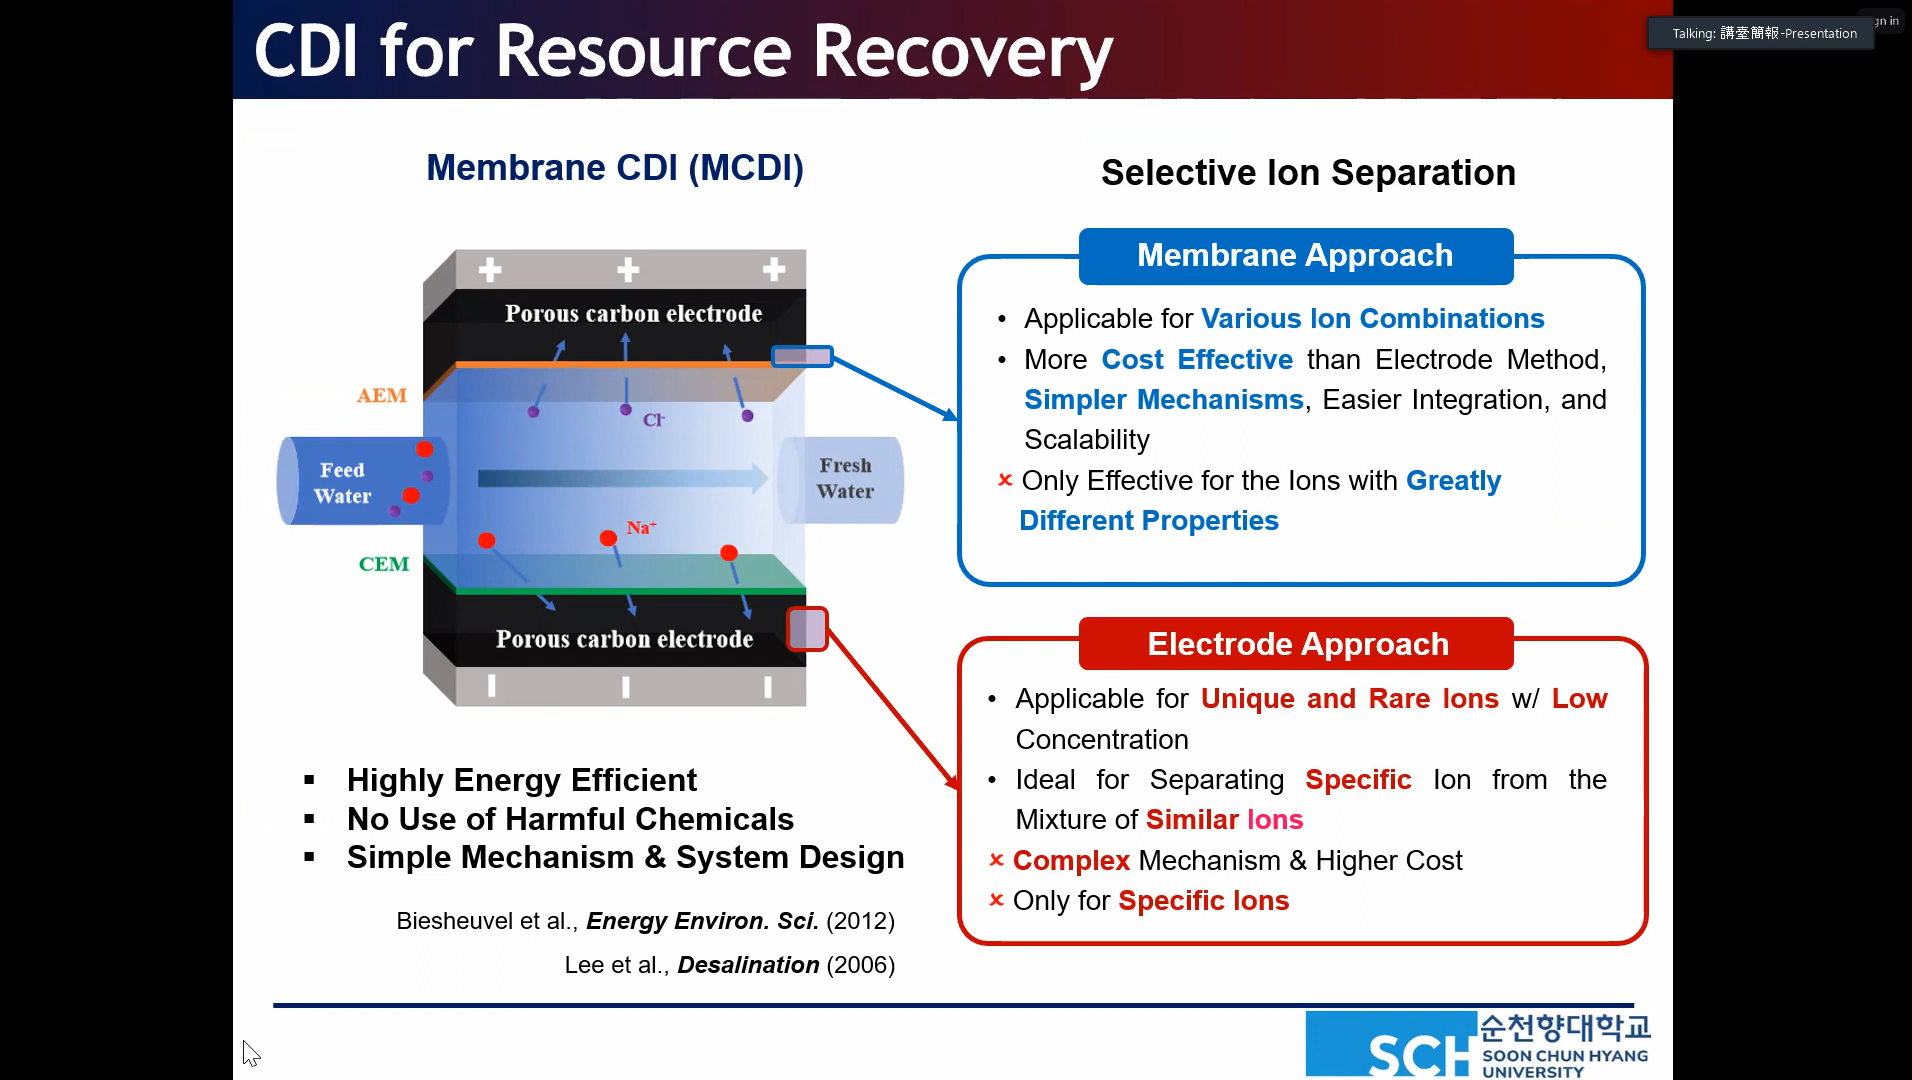 CDI for Resource Recovery
Talking: 講臺簡報-Presentation
gn in
Membrane CDI (MCDI)
Porous carbon electrode
AEM
Cl-
Feed
Water
Fresh
Water
Na+
CEM
Porous carbon electrode
▪ Highly Energy Efficient
▪ No Use of Harmful Chemicals
▪ Simple Mechanism & System Design
Biesheuvel et al., Energy Environ. Sci. (2012)
Lee et al., Desalination (2006)
Selective Ion Separation
Membrane Approach
• Applicable for Various Ion Combinations
• More Cost Effective than Electrode Method,
Simpler Mechanisms, Easier Integration, and
Scalability
× Only Effective for the Ions with Greatly
Different Properties
Electrode Approach
• Applicable for Unique and Rare Ions w/ Low
Concentration
• Ideal for Separating Specific Ion from the
Mixture of Similar Ions
× Complex Mechanism & Higher Cost
× Only for Specific Ions
SCH
순천향대학교
SOON CHUN HYANG
UNIVERSITY